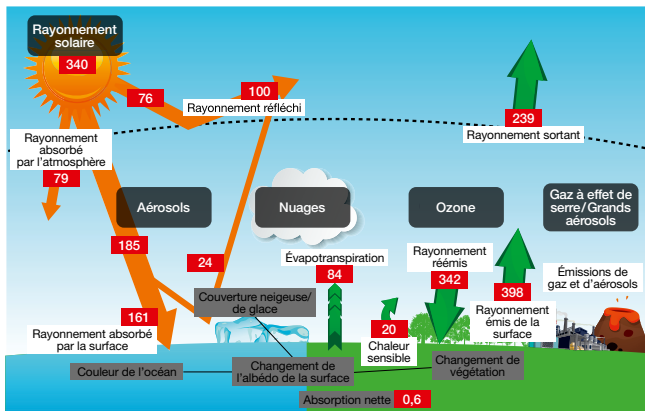 Rayonnement
solaire
340
76
100
Rayonnement réfléchi
239
Rayonnement sortant
Rayonnement
absorbé
par l'atmosphère
79
Aérosols
Nuages
Ozone
Gaz à effet de
serre/Grands
aérosols
185
24
Évapotranspiration
84
Rayonnement
réémis
342
398
Rayonnement
émis de la
surface
Émissions de
gaz et d'aérosols
Couverture neigeuse/
de glace
161
Rayonnement absorbé
par la surface
20
Chaleur
sensible
Couleur de l'océan
Changement de
l'albédo de la surface
Changement de
végétation
Absorption nette
0,6